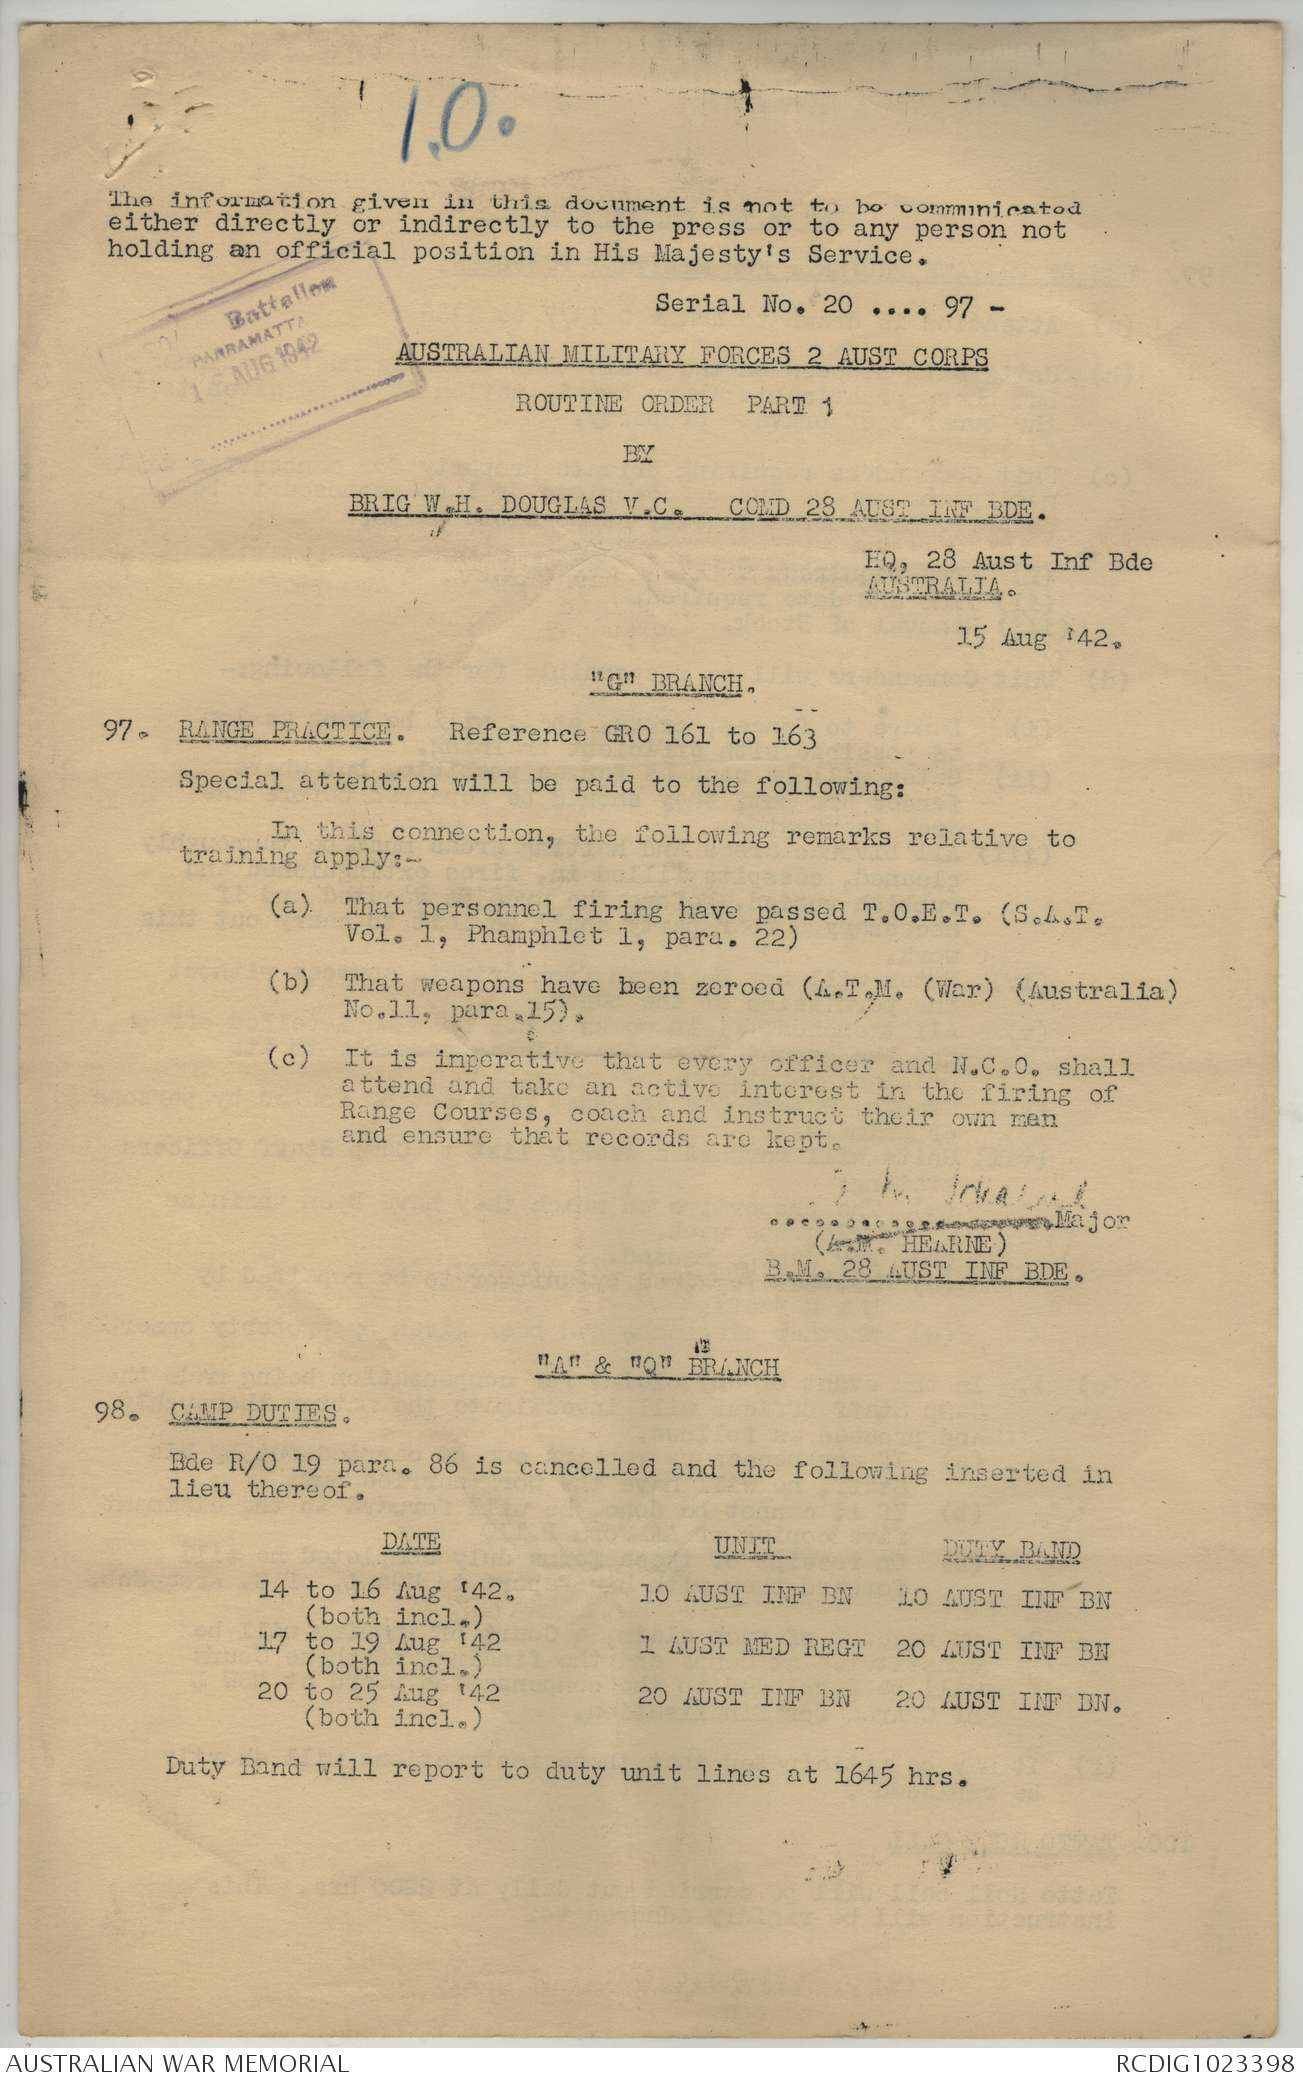 1.0.
The information given in this document is not to be communicated
either directly or indirectly to the press or to any person not
holding an official position in His Majesty's Service.
Battalion
PARRAMATTA
AUG 1942
Serial No. 20 .... 97 -
AUSTRALIAN MILITARY FORCES 2 AUST CORPS
ROUTINE ORDER PART 1
BY
BRIG W.H. DOUGLAS V.C. COMD 28 AUST INF BDE.
HQ, 28 Aust Inf Bde
AUSTRALIA.
15 Aug '42.
"G" BRANCH.
97. RANGE PRACTICE. Reference GRO 161 to 163
Special attention will be paid to the following:
In this connection, the following remarks relative to
training apply:-
(a) That personnel firing have passed T.O.E.T. (S.A.T.
Vol. 1, Phamphlet 1, para. 22)
(b) That weapons have been zeroed (A.T.M. (War) (Australia)
No.11, para.15).
(c) It is imperative that every officer and N.C.O. shall
attend and take an active interest in the firing of
Range Courses, coach and instruct their own men
and ensure that records are kept.
Major
(A.M. HEARNE)
B.M. 28 AUST INF BDE.
"A" & "Q" BRANCH
98. CAMP DUTIES.
Bde R/O 19 para. 86 is cancelled and the following inserted in
lieu thereof.
DATE UNIT DUTY BAND
14 to 16 Aug '42. 10 AUST INF BN 10 AUST INF BN
(both incl.)
17 to 19 Aug '42 1 AUST MED REGT 20 AUST INF BN
(both incl.)
20 to 25 Aug '42 20 AUST INF BN 20 AUST INF BN.
(both incl.)
Duty Band will report to duty unit lines at 1645 hrs.
AUSTRALIAN WAR MEMORIAL RCDIG1023398